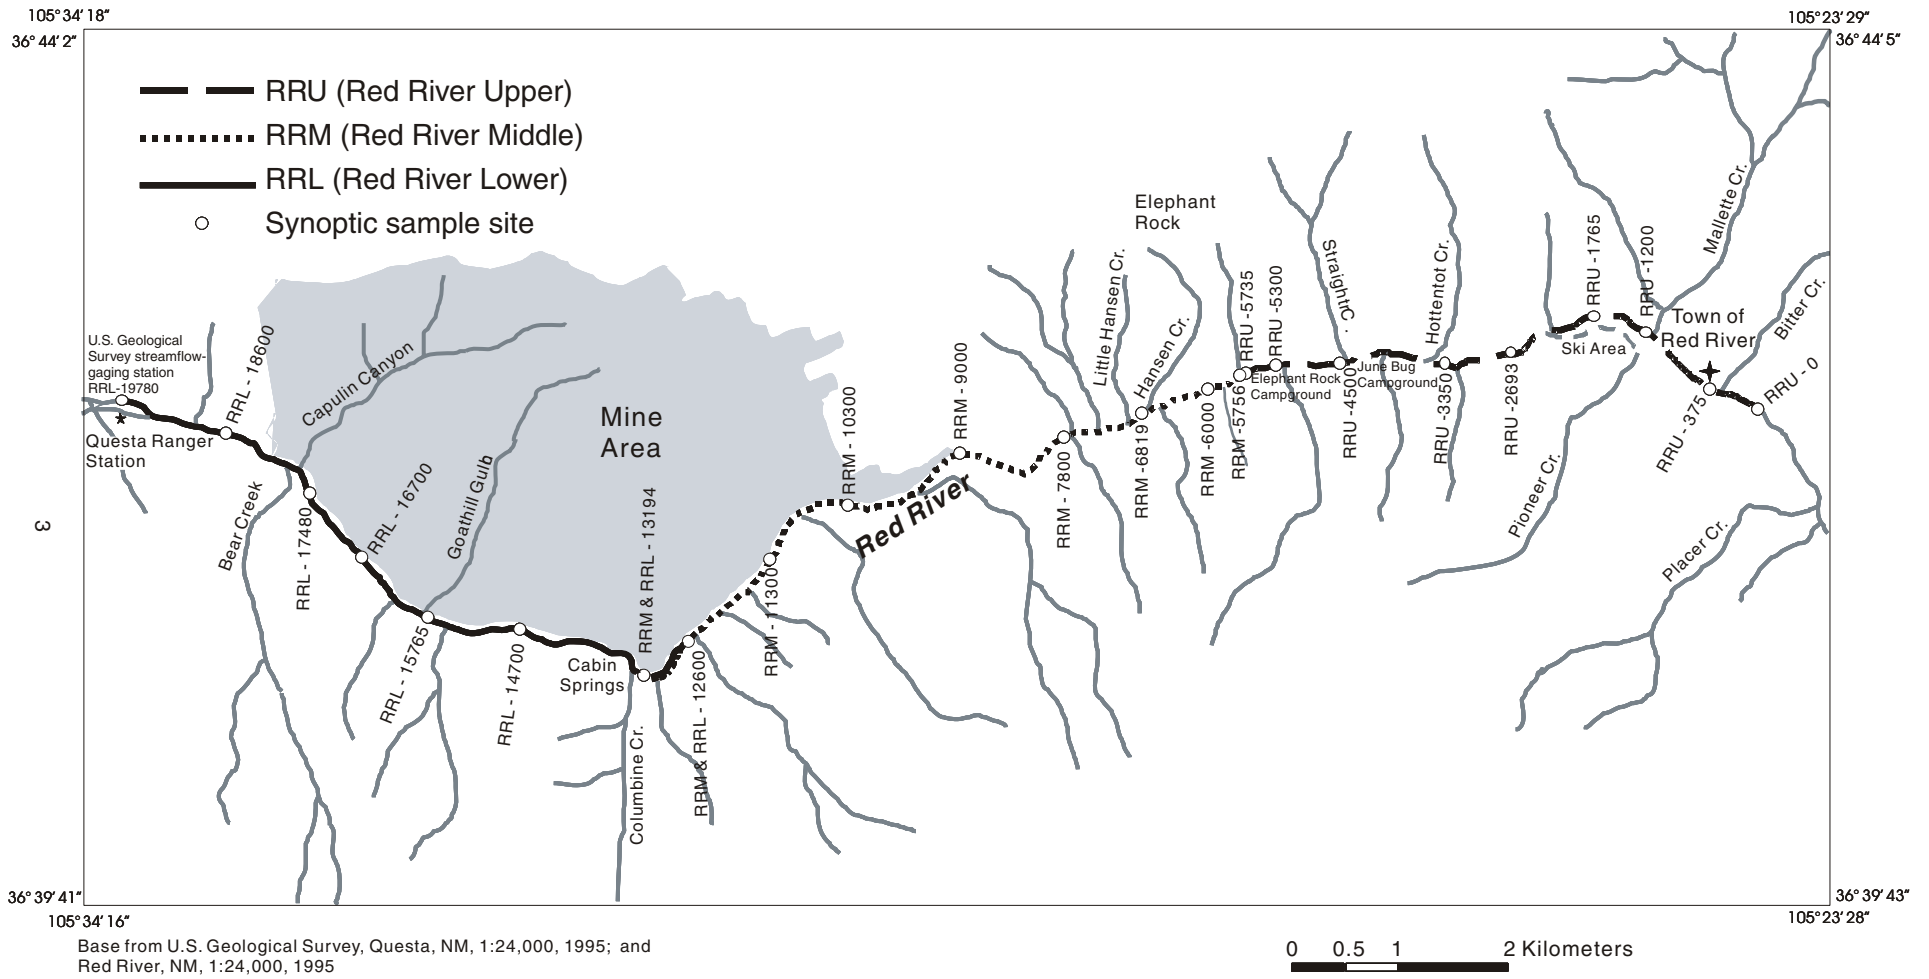 105° 34′ 18″
105° 23′ 29″
36° 44′ 2″
36° 44′ 5″
RRU (Red River Upper)
RRM (Red River Middle)
RRL (Red River Lower)
Synoptic sample site
U.S. Geological
Survey streamflow-
gaging station
RRL-19780
Questa Ranger
Station
RRL - 18600
Capulin Canyon
Bear Creek
RRL - 17480
RRL - 16700
Goathill Gulb
RRL - 15765
RRL - 14700
Mine
Area
Cabin
Springs
RRM & RRL - 13194
Columbine Cr.
RRM & RRL - 12600
RRM - 11300
RRM - 10300
Red River
RRM - 9000
RRM - 7800
Little Hansen Cr.
Elephant
Rock
Hansen Cr.
RRM -6819
RRM -6000
RRM -5756
RRU -5735
RRU -5300
Elephant Rock
Campground
StraightC .
RRU -4500
June Bug
Campground
Hottentot Cr.
RRU -3350
RRU -2693
Pioneer Cr.
Ski Area
RRU -1765
RRU -1200
Mallette Cr.
Town of
Red River
Bitter Cr.
RRU - 375
RRU - 0
Placer Cr.
3
36° 39′ 41″
36° 39′ 43″
105° 34′ 16″
105° 23′ 28″
Base from U.S. Geological Survey, Questa, NM, 1:24,000, 1995; and
Red River, NM, 1:24,000, 1995
0 0.5 1 2 Kilometers